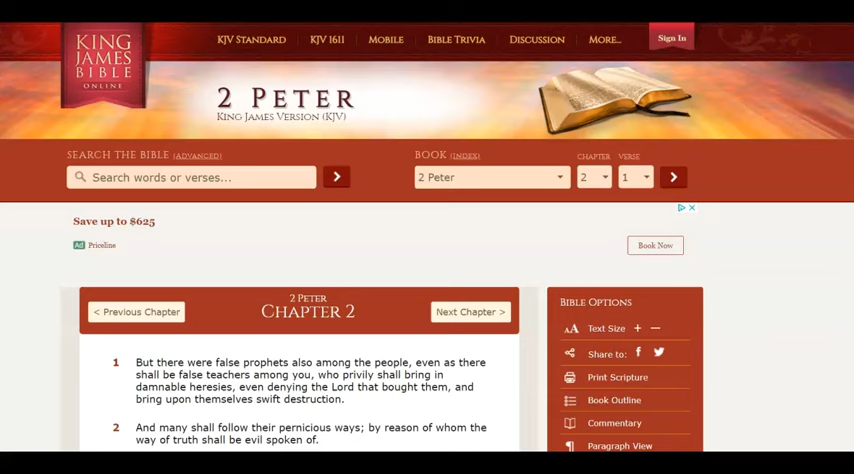 KING
JAMES
BIBLE
ONLINE
KJV STANDARD KJV 1611 MOBILE BIBLE TRIVIA DISCUSSION MORE... Sign In
2 PETER
KING JAMES VERSION (KJV)
SEARCH THE BIBLE (ADVANCED) BOOK (INDEX) CHAPTER VERSE
Search words or verses... 2 Peter 2 1
Save up to $625
Ad Priceline Book Now
2 PETER
CHAPTER 2
< Previous Chapter Next Chapter >
1 But there were false prophets also among the people, even as there
shall be false teachers among you, who privily shall bring in
damnable heresies, even denying the Lord that bought them, and
bring upon themselves swift destruction.
2 And many shall follow their pernicious ways; by reason of whom the
way of truth shall be evil spoken of.
BIBLE OPTIONS
AA Text Size + —
Share to: f
Print Scripture
Book Outline
Commentary
¶ Paragraph View